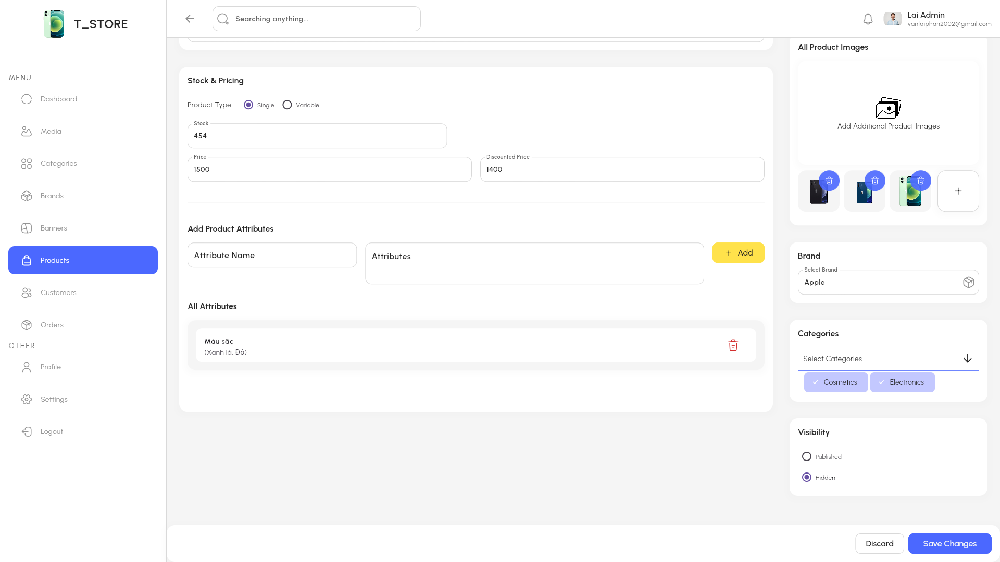 T_STORE
Searching anything...
Lai Admin
vanlaiphan2002@gmail.com
MENU
Dashboard
Media
Categories
Brands
Banners
Products
Customers
Orders
OTHER
Profile
Settings
Logout
Stock & Pricing
Product Type
Single
Variable
Stock
454
Price
1500
Discounted Price
1400
Add Product Attributes
Attribute Name
Attributes
Add
All Attributes
Màu sắc
(Xanh lá, Đỏ)
All Product Images
Add Additional Product Images
Brand
Select Brand
Apple
Categories
Select Categories
Cosmetics
Electronics
Visibility
Published
Hidden
Discard
Save Changes